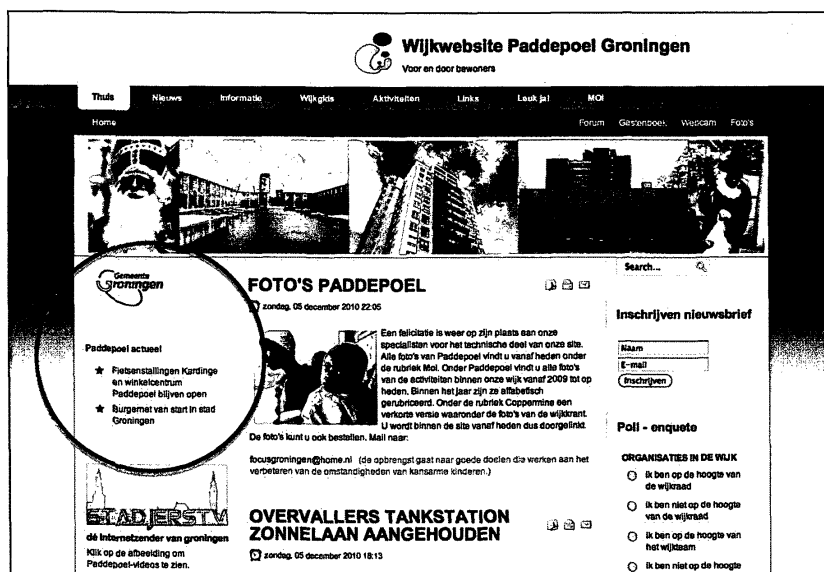 Wijkwebsite Paddepoel Groningen
Voor en door bewoners
Thuis Nieuws Informatie Wijkgids Aktiviteiten Links Leuk ja! MOI
Home Forum Gastenboek Webcam Foto's
Gemeente
Groningen
Paddepoel actueel
Fietsenstallingen Kardinge
en winkelcentrum
Paddepoel blijven open
Burgernet van start in stad
Groningen
STADJERSTV
dé internetzender van groningen
Klik op de afbeelding om
Paddepoel-videos te zien.
FOTO'S PADDEPOEL
zondag, 05 december 2010 22:05
Een felicitatie is weer op zijn plaats aan onze
specialisten voor het technische deel van onze site.
Alle foto's van Paddepoel vindt u vanaf heden onder
de rubriek Moi. Onder Paddepoel vindt u alle foto's
van de activiteiten binnen onze wijk vanaf 2009 tot op
heden. Binnen het jaar zijn ze alfabetisch
gerubriceerd. Onder de rubriek Coppermine een
verkorte versie waaronder de foto's van de wijkkrant.
U wordt binnen de site vanaf heden dus doorgelinkt.
De foto's kunt u ook bestellen. Mail naar:
focusgroningen@home.nl (de opbrengst gaat naar goede doelen die werken aan het
verbeteren van de omstandigheden van kansarme kinderen.)
OVERVALLERS TANKSTATION
ZONNELAAN AANGEHOUDEN
zondag, 05 december 2010 18:13
Search...
Inschrijven nieuwsbrief
Naam
E-mail
Inschrijven
Poll - enquete
ORGANISATIES IN DE WIJK
ik ben op de hoogte van
de wijkraad
ik ben niet op de hoogte
van de wijkraad
ik ben op de hoogte van
het wijkteam
ik ben niet op de hoogte